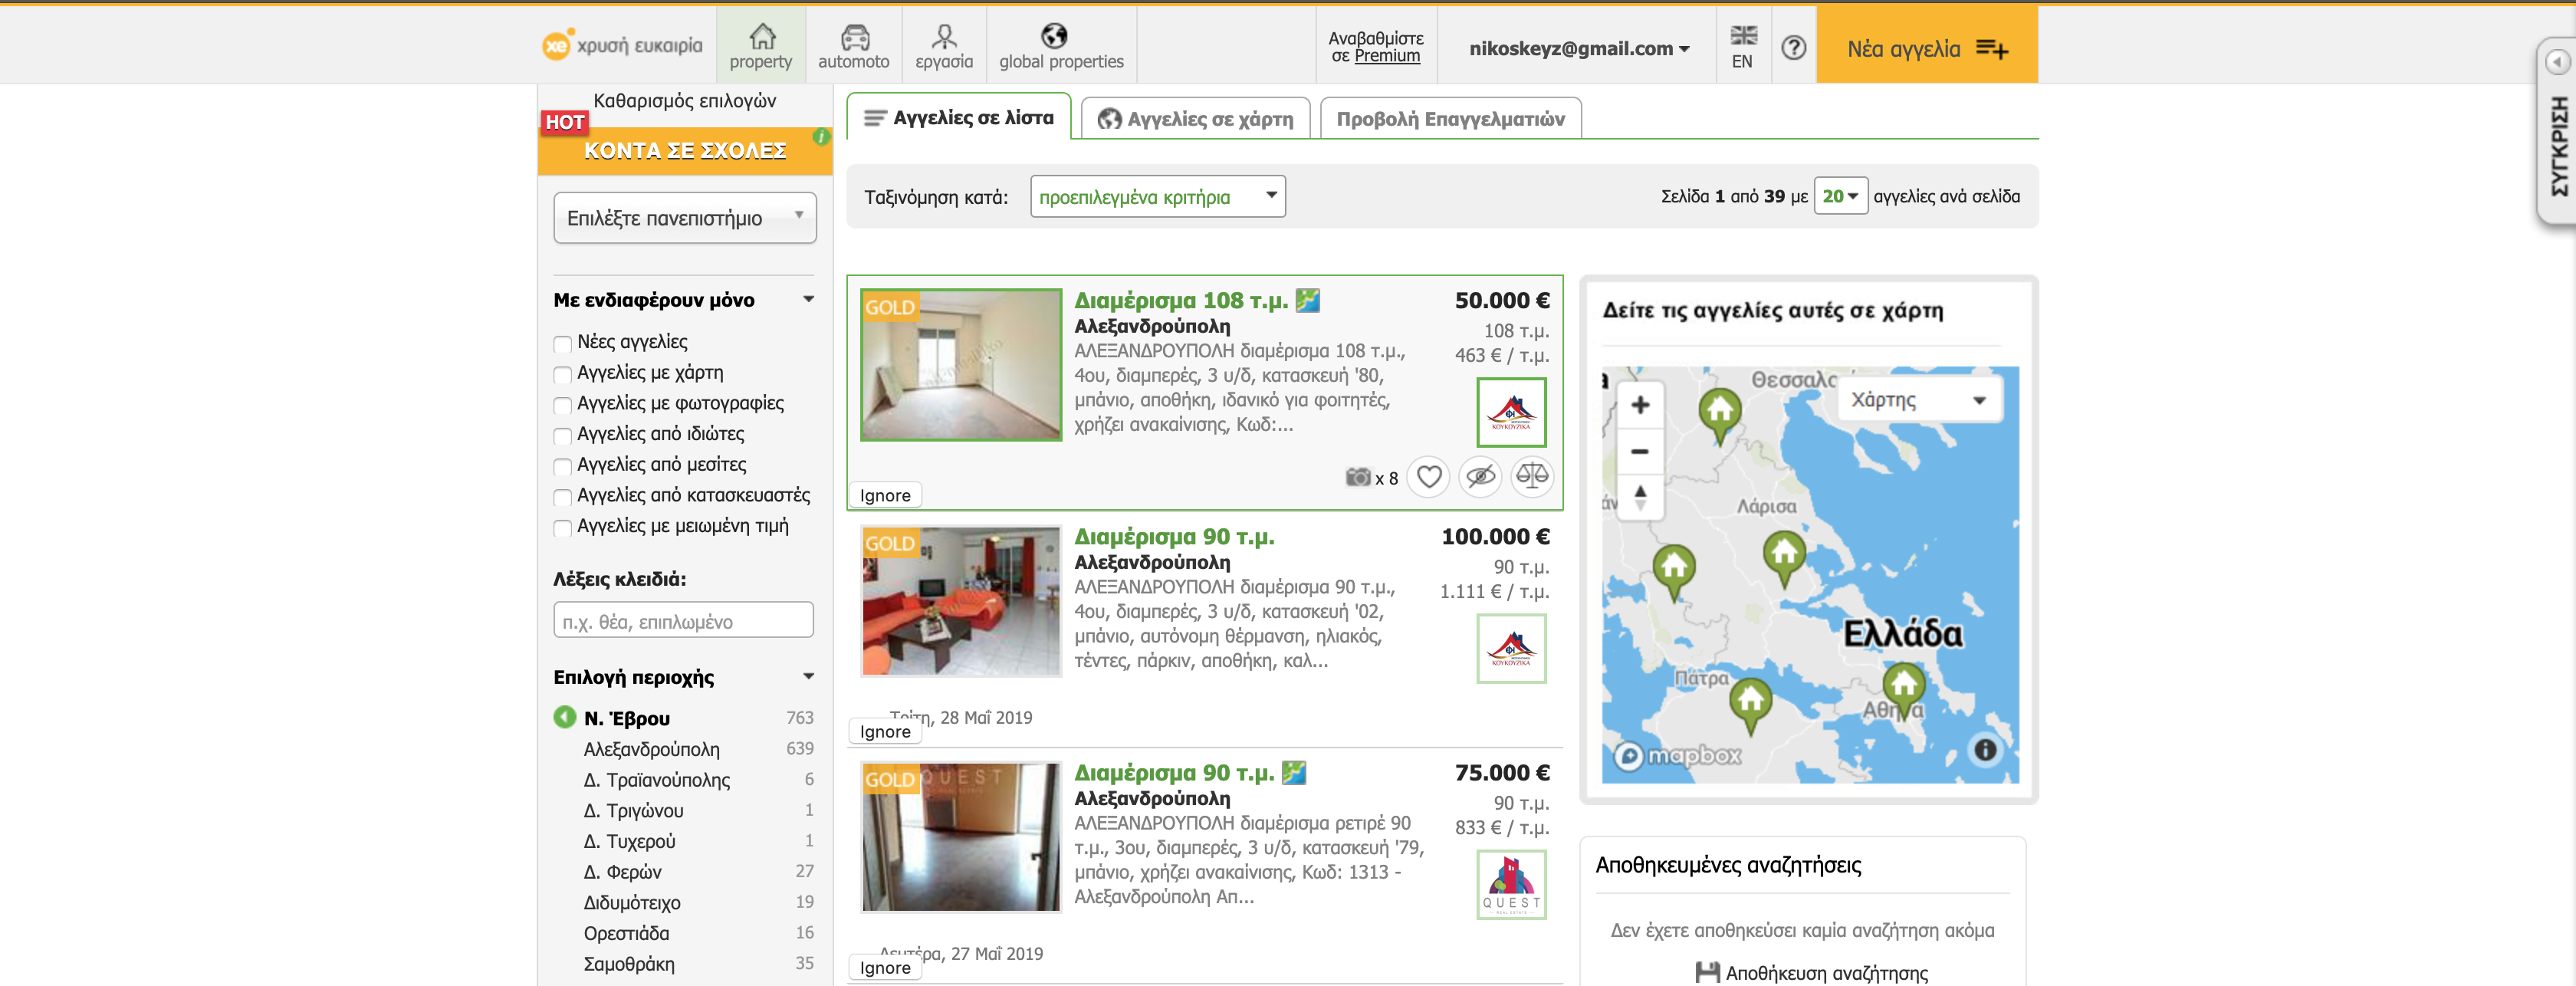 xe χρυσή ευκαιρία
property
automoto
εργασία
global properties
Αναβαθμίστε
σε Premium
nikoskeyz@gmail.com
EN
?
Νέα αγγελία
ΣΥΓΚΡΙΣΗ
Καθαρισμός επιλογών
HOT
ΚΟΝΤΑ ΣΕ ΣΧΟΛΕΣ
i
Επιλέξτε πανεπιστήμιο
Με ενδιαφέρουν μόνο
Νέες αγγελίες
Αγγελίες με χάρτη
Αγγελίες με φωτογραφίες
Αγγελίες από ιδιώτες
Αγγελίες από μεσίτες
Αγγελίες από κατασκευαστές
Αγγελίες με μειωμένη τιμή
Λέξεις κλειδιά:
π.χ. θέα, επιπλωμένο
Επιλογή περιοχής
Ν. Έβρου 763
Αλεξανδρούπολη 639
Δ. Τραϊανούπολης 6
Δ. Τριγώνου 1
Δ. Τυχερού 1
Δ. Φερών 27
Διδυμότειχο 19
Ορεστιάδα 16
Σαμοθράκη 35
Αγγελίες σε λίστα
Αγγελίες σε χάρτη
Προβολή Επαγγελματιών
Ταξινόμηση κατά: προεπιλεγμένα κριτήρια
Σελίδα 1 από 39 με 20 αγγελίες ανά σελίδα
GOLD
Διαμέρισμα 108 τ.μ.
Αλεξανδρούπολη
ΑΛΕΞΑΝΔΡΟΥΠΟΛΗ διαμέρισμα 108 τ.μ.,
4ου, διαμπερές, 3 υ/δ, κατασκευή '80,
μπάνιο, αποθήκη, ιδανικό για φοιτητές,
χρήζει ανακαίνισης, Κωδ:...
50.000 €
108 τ.μ.
463 € / τ.μ.
ΚΟΥΚΟΥΖΙΚΑ
x 8
Ignore
GOLD
Διαμέρισμα 90 τ.μ.
Αλεξανδρούπολη
ΑΛΕΞΑΝΔΡΟΥΠΟΛΗ διαμέρισμα 90 τ.μ.,
4ου, διαμπερές, 3 υ/δ, κατασκευή '02,
μπάνιο, αυτόνομη θέρμανση, ηλιακός,
τέντες, πάρκιν, αποθήκη, καλ...
100.000 €
90 τ.μ.
1.111 € / τ.μ.
ΚΟΥΚΟΥΖΙΚΑ
Τρίτη, 28 Μαΐ 2019
Ignore
GOLD
QUEST
Διαμέρισμα 90 τ.μ.
Αλεξανδρούπολη
ΑΛΕΞΑΝΔΡΟΥΠΟΛΗ διαμέρισμα ρετιρέ 90
τ.μ., 3ου, διαμπερές, 3 υ/δ, κατασκευή '79,
μπάνιο, χρήζει ανακαίνισης, Κωδ: 1313 -
Αλεξανδρούπολη Απ...
75.000 €
90 τ.μ.
833 € / τ.μ.
QUEST
Δευτέρα, 27 Μαΐ 2019
Ignore
Δείτε τις αγγελίες αυτές σε χάρτη
Χάρτης
+
−
Λάρισα
Ελλάδα
Πάτρα
Αθήνα
mapbox
i
Αποθηκευμένες αναζητήσεις
Δεν έχετε αποθηκεύσει καμία αναζήτηση ακόμα
Αποθήκευση αναζήτησης